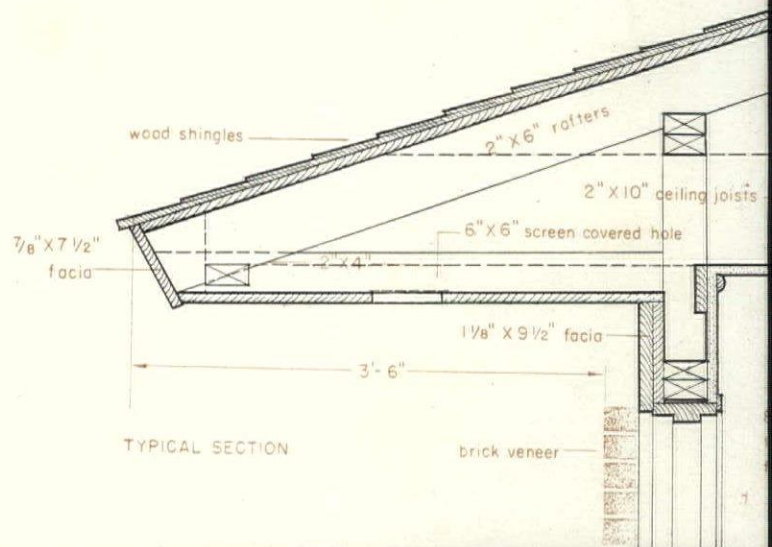 wood shingles
2" X 6" rafters
2" X 10" ceiling joists
6" X 6" screen covered hole
7/8" X 7 1/2"
facia
2" X 4"
1 1/8" X 9 1/2" facia
3'- 6"
TYPICAL SECTION
brick veneer